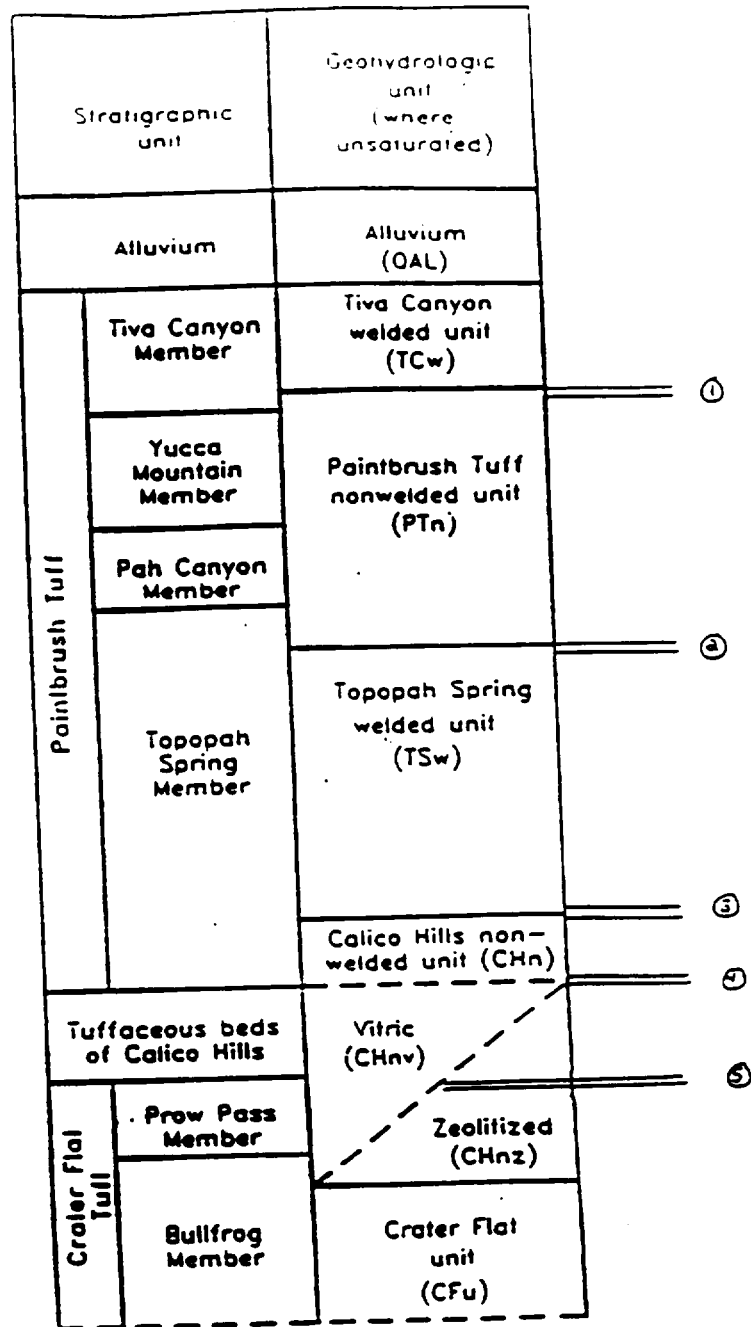 Stratigraphic
unit
Geohydrologic
unit
(where
unsaturated)
Alluvium
Alluvium
(QAL)
Paintbrush Tuff
Tiva Canyon
Member
Tiva Canyon
welded unit
(TCw)
①
Yucca
Mountain
Member
Paintbrush Tuff
nonwelded unit
(PTn)
Pah Canyon
Member
②
Topopah
Spring
Member
Topopah Spring
welded unit
(TSw)
③
Calico Hills non-
welded unit (CHn)
④
Tuffaceous beds
of Calico Hills
Vitric
(CHnv)
⑤
Crater Flat
Tuff
Prow Pass
Member
Zeolitized
(CHnz)
Bullfrog
Member
Crater Flat
unit
(CFu)